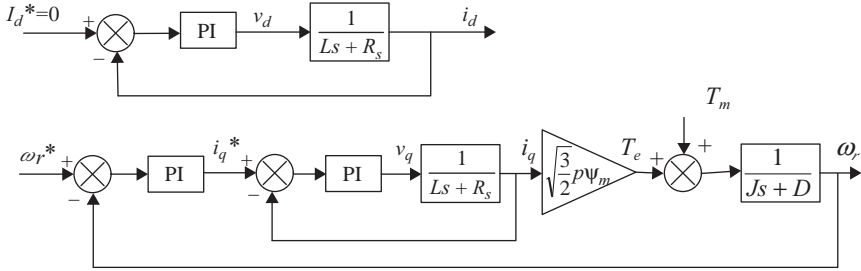 I_d*=0
+
−
PI
v_d
1
Ls + R_s
i_d
ωr*
+
−
PI
i_q*
+
−
PI
v_q
1
Ls + R_s
i_q
√3/2 pψ_m
T_e
+
T_m
+
1
Js + D
ω_r